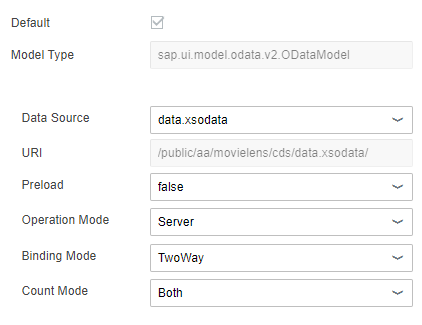 Default
Model Type sap.ui.model.odata.v2.ODataModel
Data Source data.xsodata
URI /public/aa/movielens/cds/data.xsodata/
Preload false
Operation Mode Server
Binding Mode TwoWay
Count Mode Both